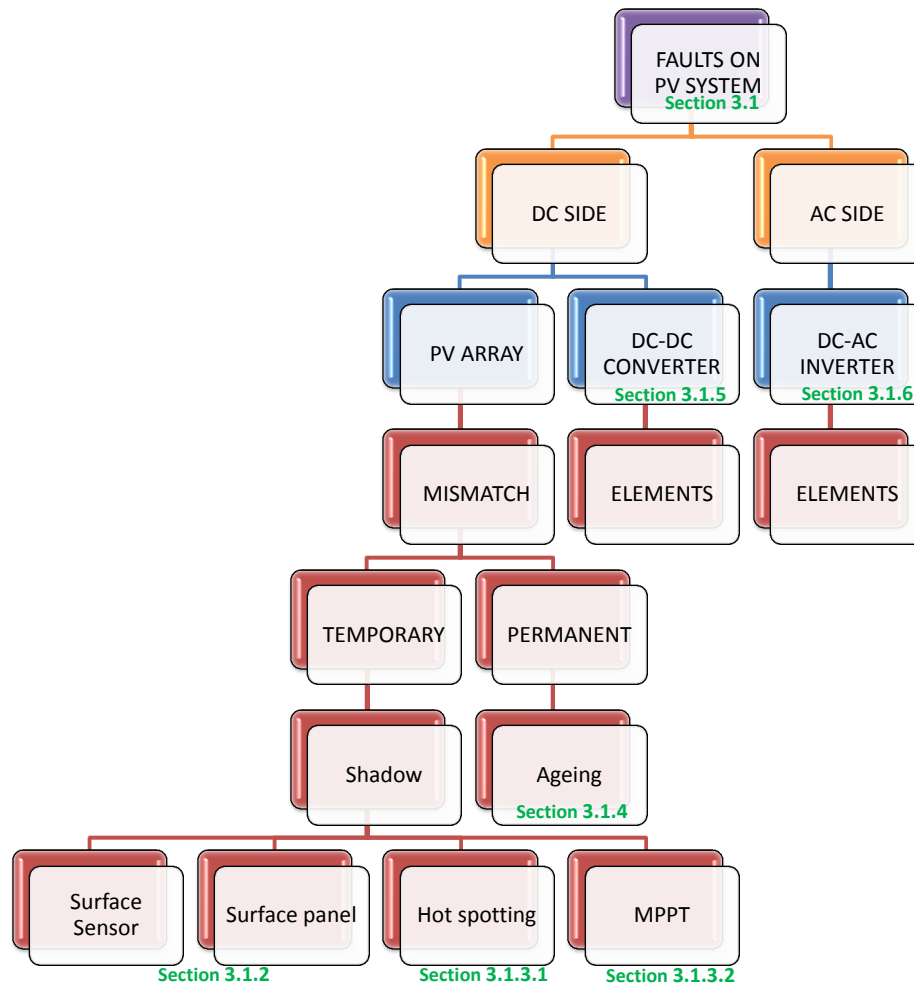 FAULTS ON
PV SYSTEM
Section 3.1
DC SIDE
AC SIDE
PV ARRAY
DC-DC
CONVERTER
Section 3.1.5
DC-AC
INVERTER
Section 3.1.6
MISMATCH
ELEMENTS
ELEMENTS
TEMPORARY
PERMANENT
Shadow
Ageing
Section 3.1.4
Surface
Sensor
Surface panel
Hot spotting
MPPT
Section 3.1.2
Section 3.1.3.1
Section 3.1.3.2